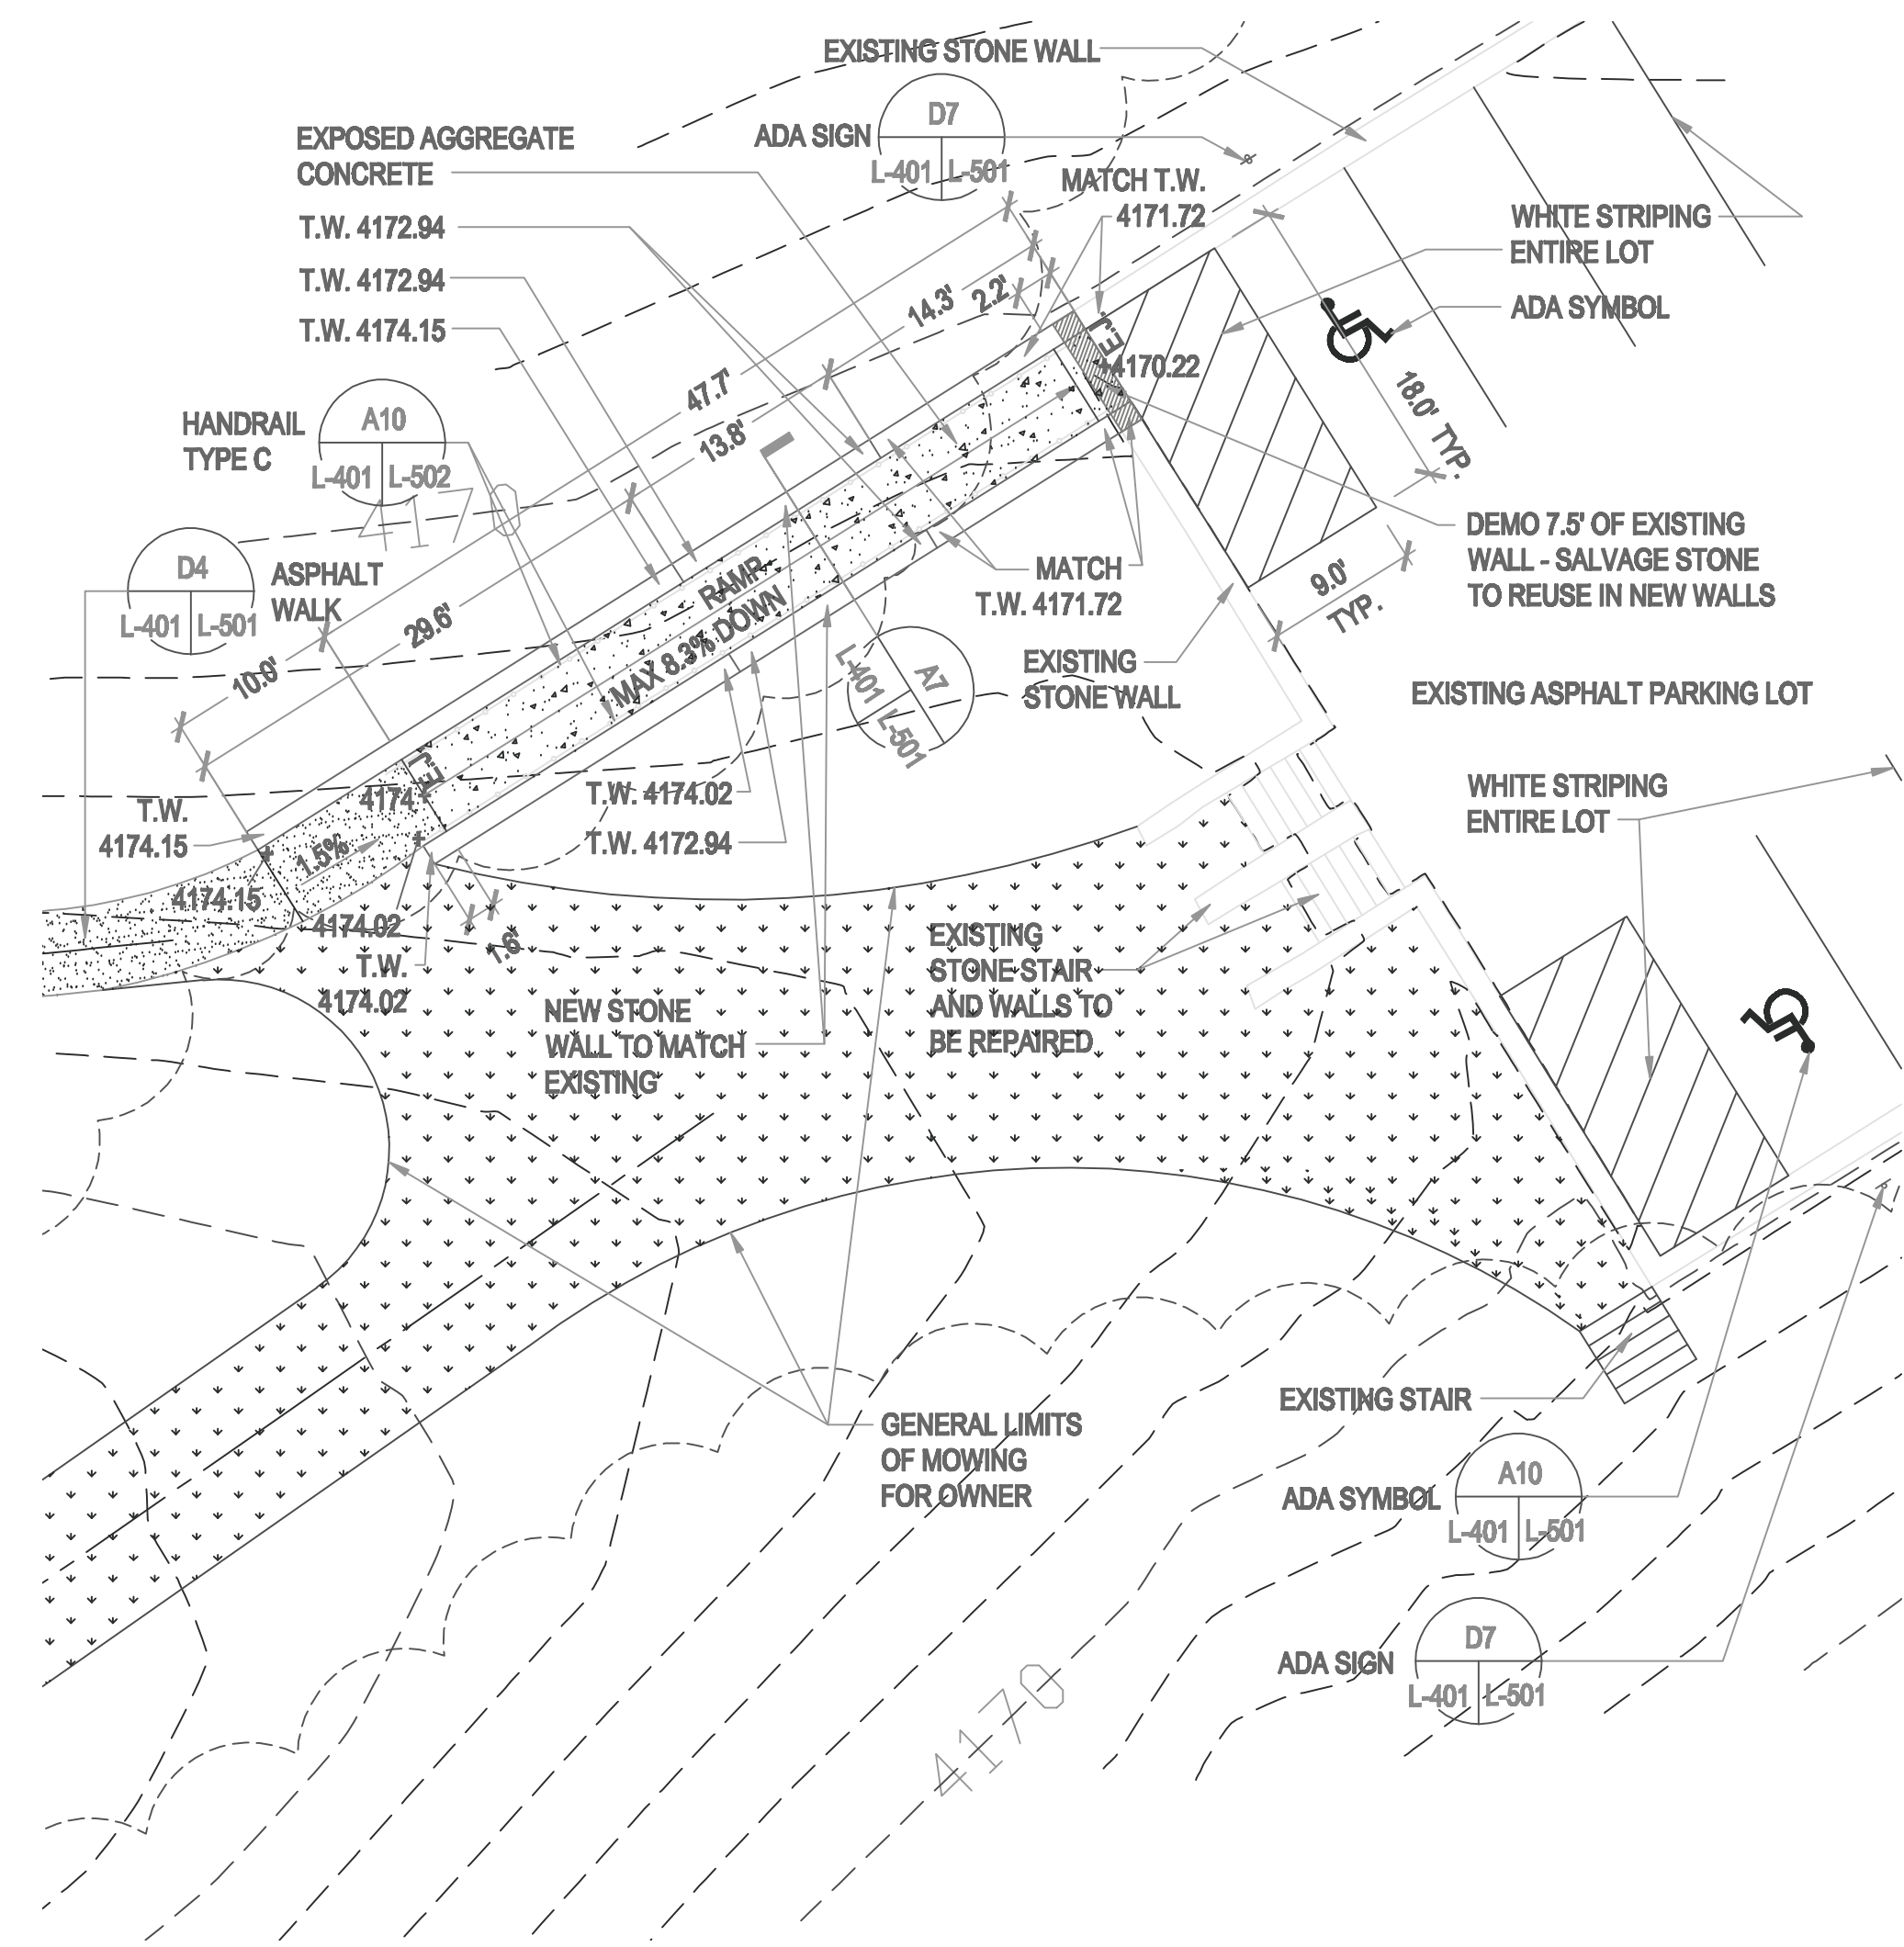 EXISTING STONE WALL
D7
ADA SIGN
L-401
L-501
EXPOSED AGGREGATE
CONCRETE
MATCH T.W.
4171.72
T.W. 4172.94
T.W. 4172.94
T.W. 4174.15
WHITE STRIPING
ENTIRE LOT
ADA SYMBOL
14.3'
2.2'
E.J.
4170.22
47.7'
13.8'
18.0' TYP.
HANDRAIL
TYPE C
A10
L-401
L-502
DEMO 7.5' OF EXISTING
WALL - SALVAGE STONE
TO REUSE IN NEW WALLS
D4
L-401
L-501
ASPHALT
WALK
RAMP
MAX 8.3% DOWN
MATCH
T.W. 4171.72
9.0'
TYP.
29.6'
10.0'
A7
L-401
L-501
EXISTING
STONE WALL
EXISTING ASPHALT PARKING LOT
E.J.
4174
T.W. 4174.02
T.W. 4172.94
WHITE STRIPING
ENTIRE LOT
T.W.
4174.15
1.5%
4174.15
4174.02
T.W.
4174.02
1.6'
EXISTING
STONE STAIR
AND WALLS TO
BE REPAIRED
NEW STONE
WALL TO MATCH
EXISTING
EXISTING STAIR
GENERAL LIMITS
OF MOWING
FOR OWNER
A10
ADA SYMBOL
L-401
L-501
D7
ADA SIGN
L-401
L-501
4170